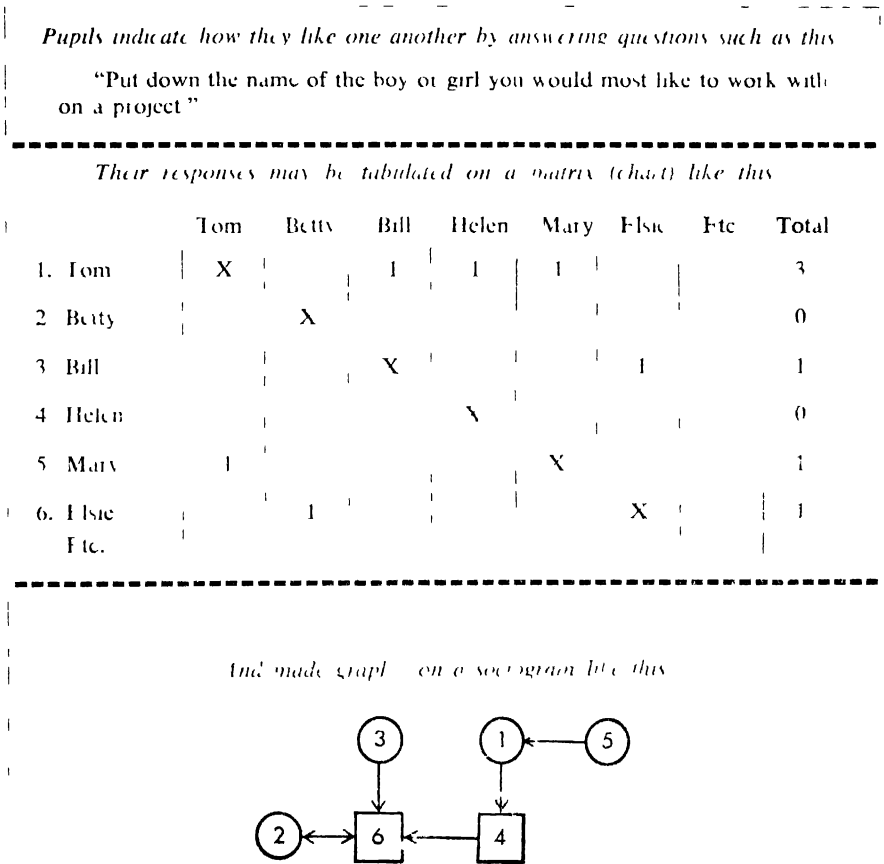 Pupils indicate how they like one another by answering questions such as this
"Put down the name of the boy or girl you would most like to work with
on a project"
Their responses may be tabulated on a matrix (chart) like this
Tom Betty Bill Helen Mary Elsie Etc Total
1. Tom X 1 1 1 3
2 Betty X 0
3 Bill X 1 1
4 Helen X 0
5 Mary 1 X 1
6. Elsie 1 X 1
Etc.
And made graph on a sociogram like this
3 1 5
2 6 4